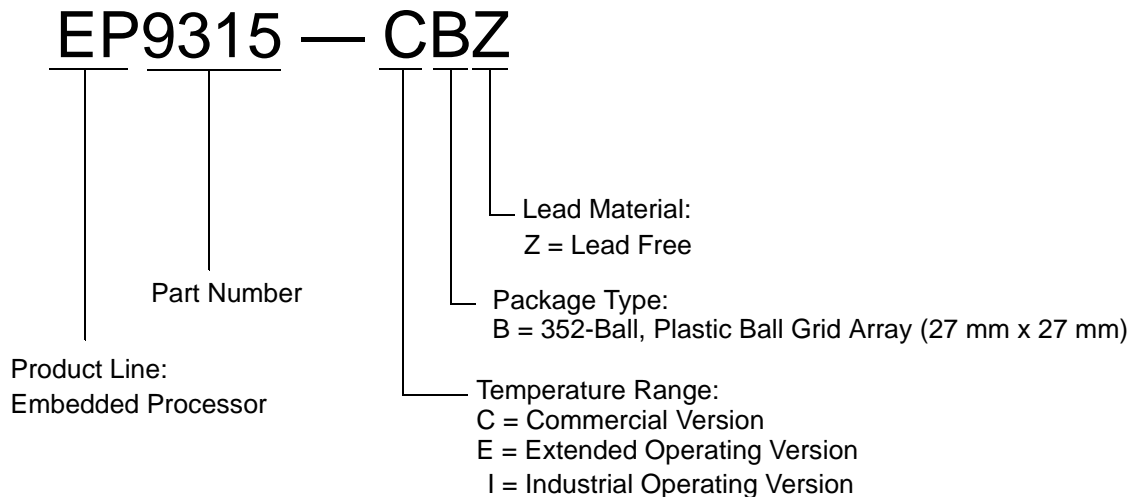 EP9315 — CBZ
Lead Material:
Z = Lead Free
Part Number
Package Type:
B = 352-Ball, Plastic Ball Grid Array (27 mm x 27 mm)
Product Line:
Embedded Processor
Temperature Range:
C = Commercial Version
E = Extended Operating Version
I = Industrial Operating Version